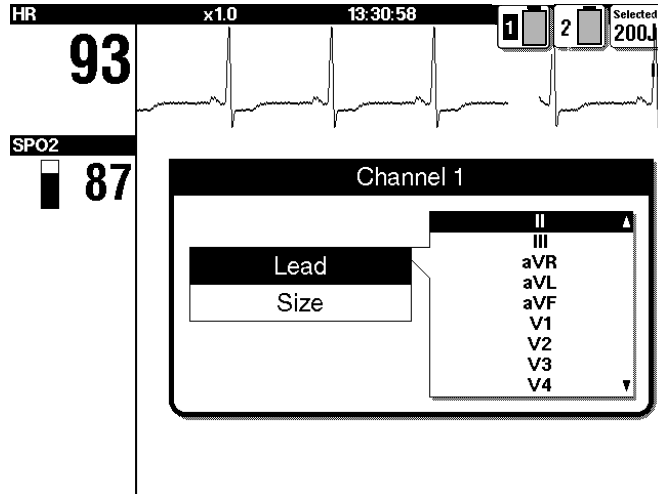 HR x1.0 13:30:58
Selected
1 2 200J
93
SPO2
87
Channel 1
II
III
Lead
aVR
aVL
Size
aVF
V1
V2
V3
V4